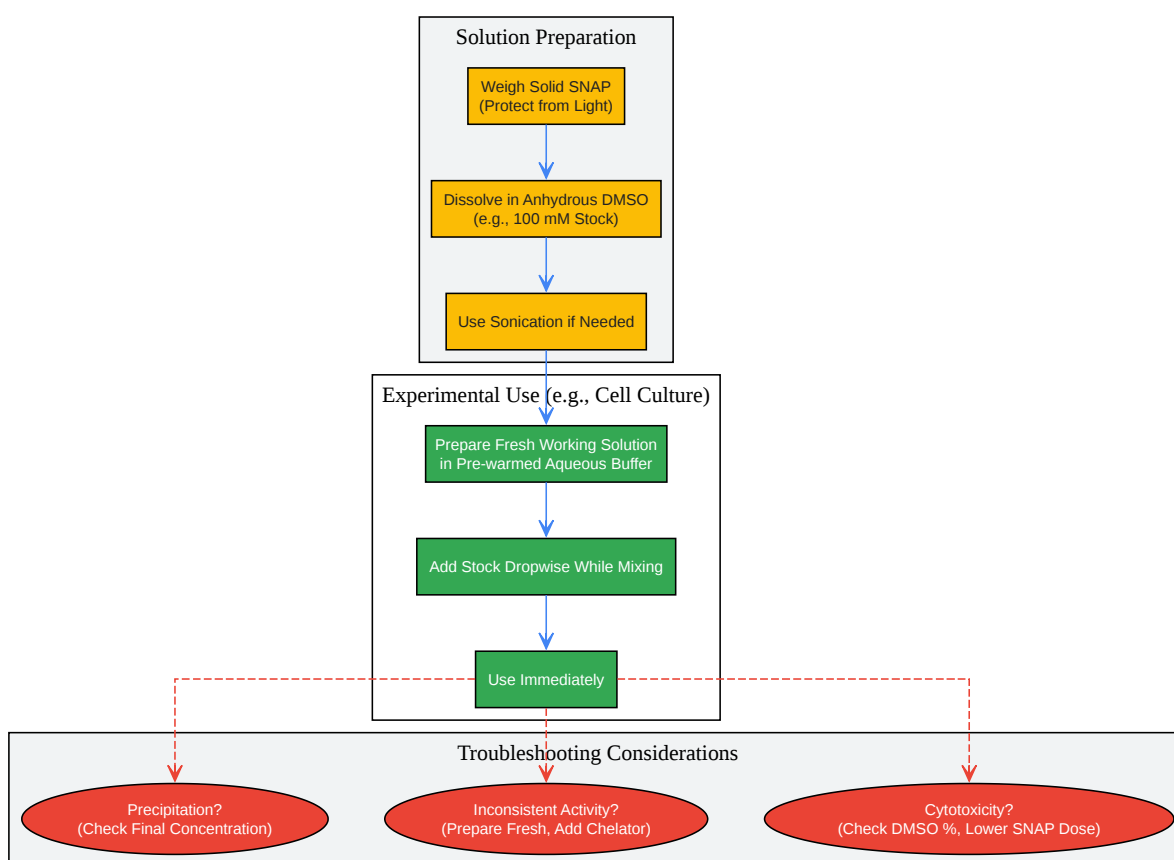 Solution Preparation
Weigh Solid SNAP
(Protect from Light)
Dissolve in Anhydrous DMSO
(e.g., 100 mM Stock)
Use Sonication if Needed
Experimental Use (e.g., Cell Culture)
Prepare Fresh Working Solution
in Pre-warmed Aqueous Buffer
Add Stock Dropwise While Mixing
Use Immediately
Troubleshooting Considerations
Precipitation?
(Check Final Concentration)
Inconsistent Activity?
(Prepare Fresh, Add Chelator)
Cytotoxicity?
(Check DMSO %, Lower SNAP Dose)